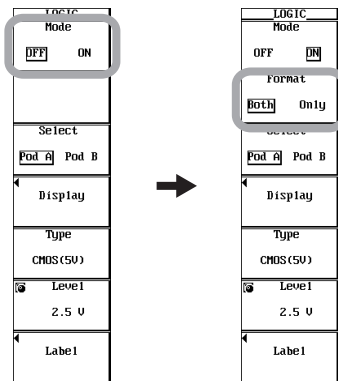 LOGIC
Mode
OFF ON
Select
Pod A Pod B
Display
Type
CMOS(5V)
Level
2.5 V
Label
LOGIC
Mode
OFF ON
Format
Both Only
Select
Pod A Pod B
Display
Type
CMOS(5V)
Level
2.5 V
Label